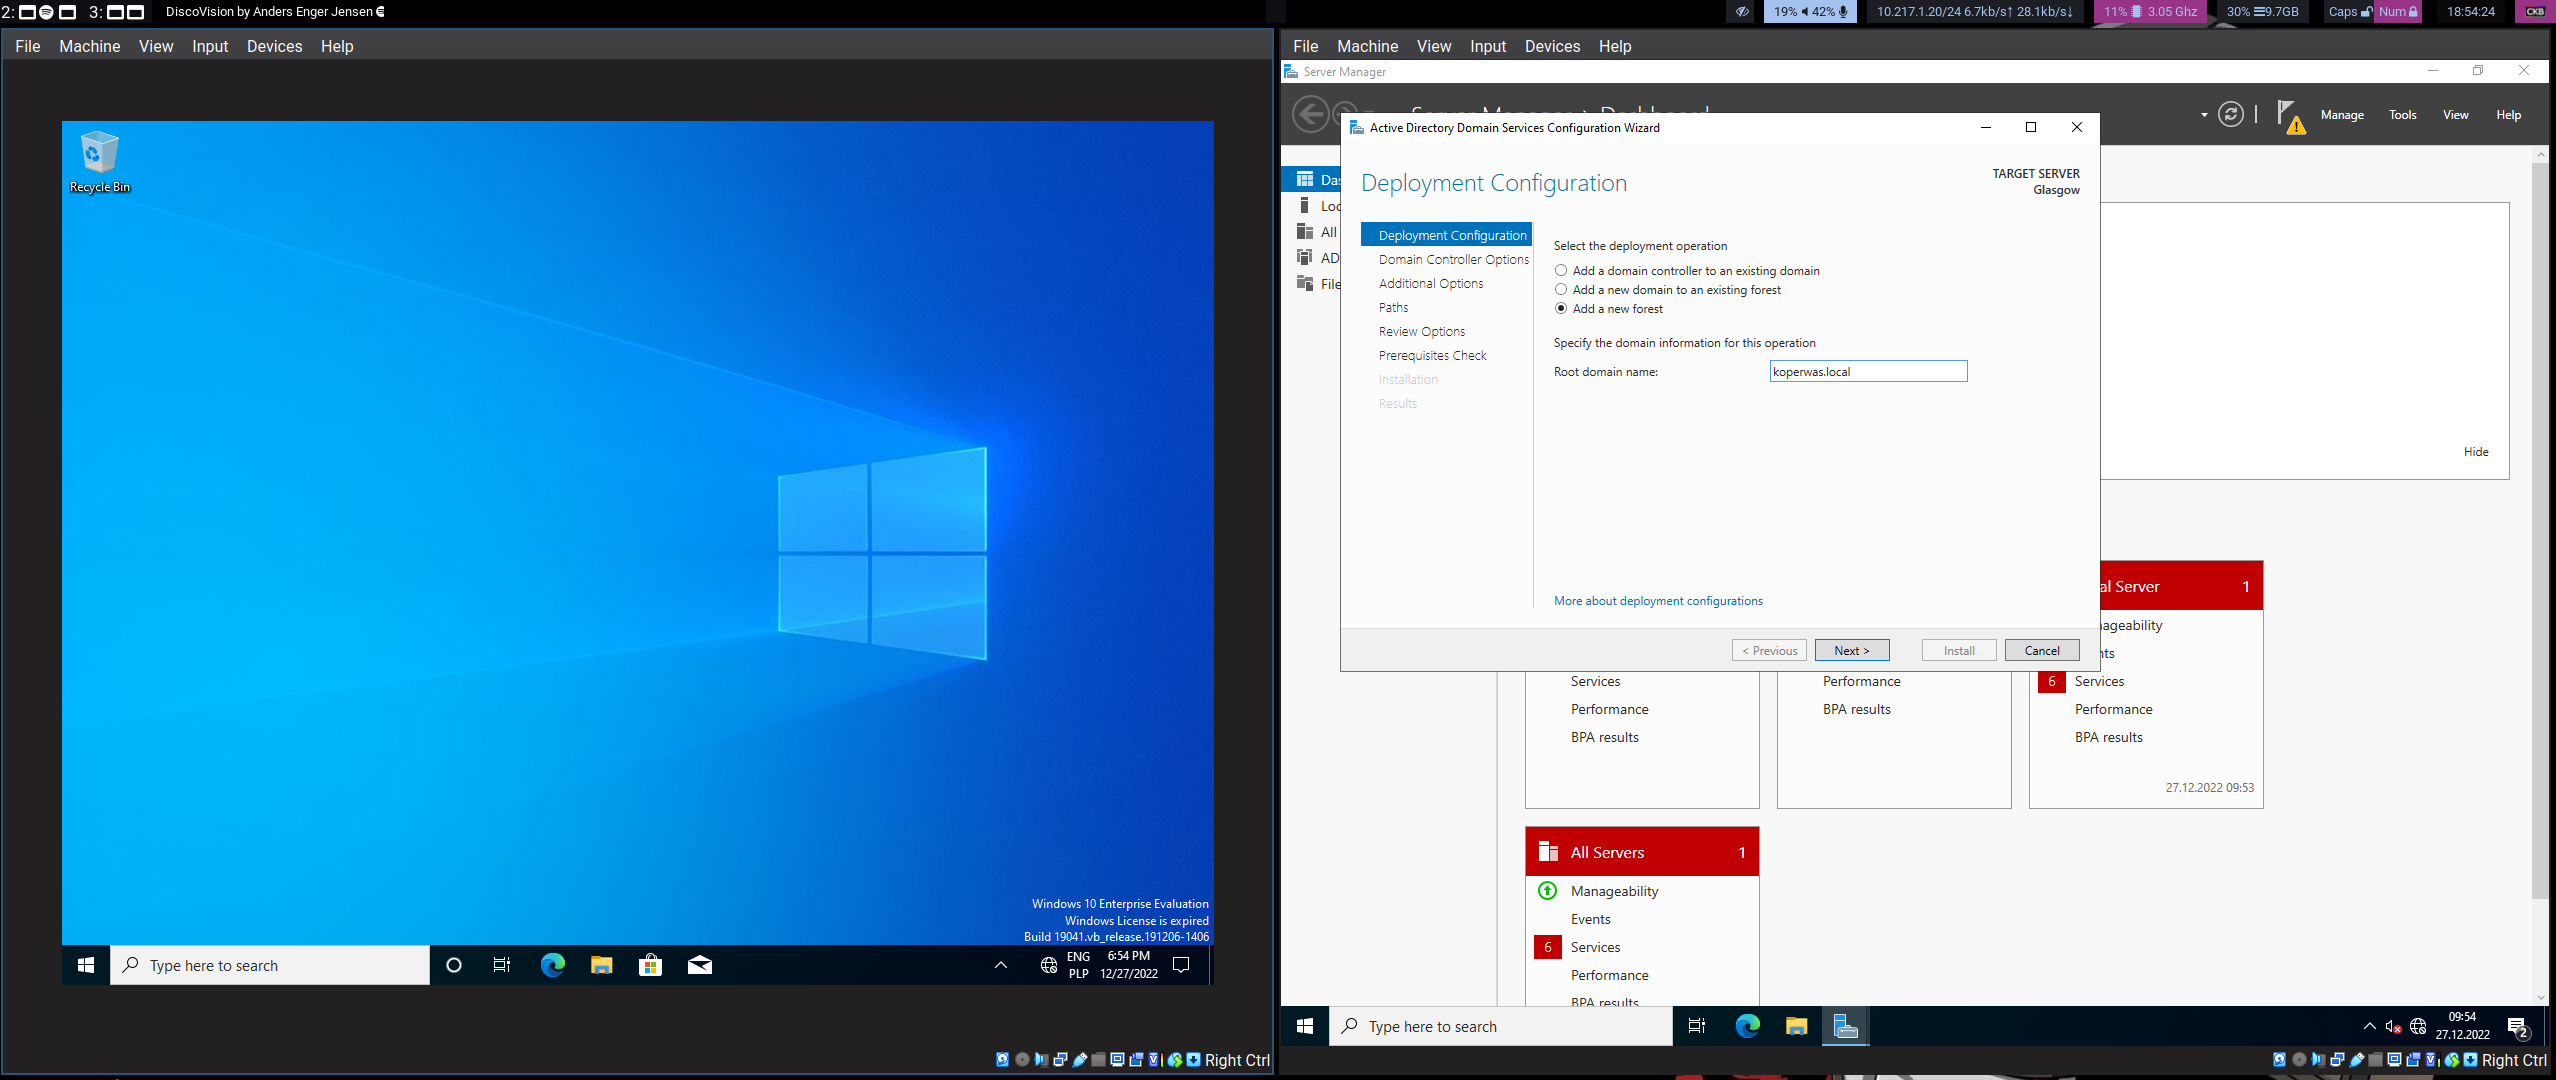 2: 3: DiscoVision by Anders Enger Jensen
19% 42% 10.217.1.20/24 6.7kb/s↑ 28.1kb/s↓ 11% 3.05 Ghz 30% 9.7GB Caps Num 18:54:24 CKB
File Machine View Input Devices Help
Recycle Bin
Windows 10 Enterprise Evaluation
Windows License is expired
Build 19041.vb_release.191206-1406
Type here to search
ENG
PLP
6:54 PM
12/27/2022
Right Ctrl
File Machine View Input Devices Help
Server Manager
Server Manager › Dashboard
Manage Tools View Help
Das
Loc
All
AD
File
Active Directory Domain Services Configuration Wizard
Deployment Configuration
TARGET SERVER
Glasgow
Deployment Configuration
Domain Controller Options
Additional Options
Paths
Review Options
Prerequisites Check
Installation
Results
Select the deployment operation
Add a domain controller to an existing domain
Add a new domain to an existing forest
Add a new forest
Specify the domain information for this operation
Root domain name: koperwas.local
More about deployment configurations
< Previous Next > Install Cancel
Hide
Services
Performance
BPA results
Performance
BPA results
al Server 1
ageability
nts
6 Services
Performance
BPA results
27.12.2022 09:53
All Servers 1
Manageability
Events
6 Services
Performance
BPA results
Type here to search
09:54
27.12.2022
2
Right Ctrl